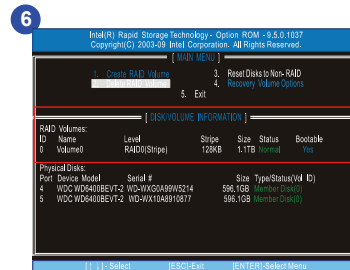 6
Intel(R) Rapid Storage Technology - Option ROM - 9.5.0.1037
Copyright(C) 2003-09 Intel Corporation. All Rights Reserved.
[ MAIN MENU ]
1. Create RAID Volume 3. Reset Disks to Non- RAID
2. Delete RAID Volume 4. Recovery Volume Options
5. Exit
[ DISK/VOLUME INFORMATION ]
RAID Volumes:
ID Name Level Stripe Size Status Bootable
0 Volume0 RAID0(Stripe) 128KB 1.1TB Normal Yes
Physical Disks:
Port Device Model Serial # Size Type/Status(Vol ID)
4 WDC WD6400BEVT-2 WD-WXG0A99W5214 596.1GB Member Disk(0)
5 WDC WD6400BEVT-2 WD-WX10A8910877 596.1GB Member Disk(0)
[↑↓]- Select [ESC]-Exit [ENTER]-Select Menu